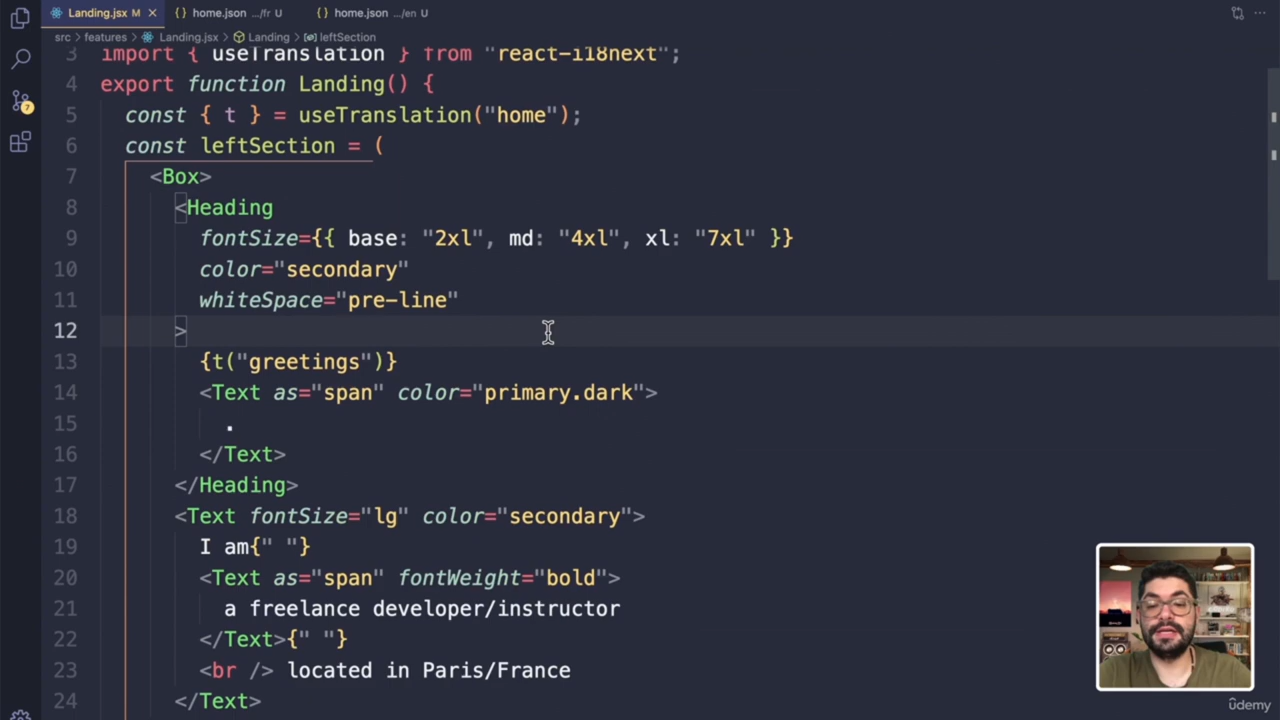 Landing.jsx M × home.json .../fr U home.json .../en U
src > features > Landing.jsx > Landing > leftSection
3 import { useTranslation } from "react-i18next";
4 export function Landing() {
5 const { t } = useTranslation("home");
6 const leftSection = (
7 <Box>
8 <Heading
9 fontSize={{ base: "2xl", md: "4xl", xl: "7xl" }}
10 color="secondary"
11 whiteSpace="pre-line"
12 >
13 {t("greetings")}
14 <Text as="span" color="primary.dark">
15 .
16 </Text>
17 </Heading>
18 <Text fontSize="lg" color="secondary">
19 I am{" "}
20 <Text as="span" fontWeight="bold">
21 a freelance developer/instructor
22 </Text>{" "}
23 <br /> located in Paris/France
24 </Text>
7
ûdemy